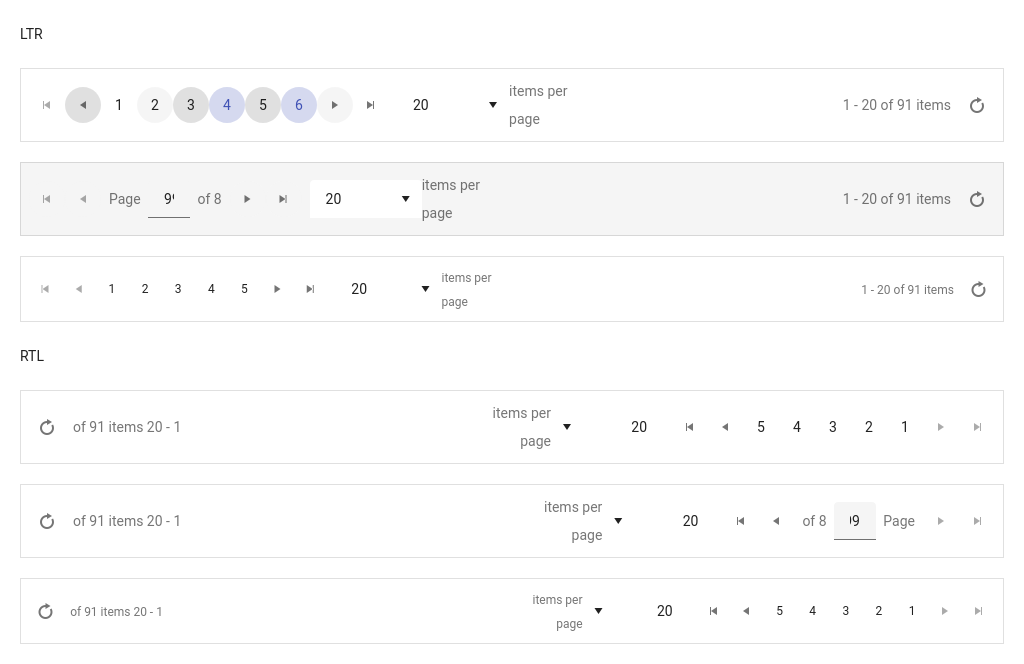 LTR
1 2 3 4 5 6 20 items per page 1 - 20 of 91 items
Page of 8 20 items per page 1 - 20 of 91 items
1 2 3 4 5 20 items per page 1 - 20 of 91 items
RTL
of 91 items 20 - 1 items per page 20 5 4 3 2 1
of 91 items 20 - 1 items per page 20 of 8 Page
of 91 items 20 - 1 items per page 20 5 4 3 2 1